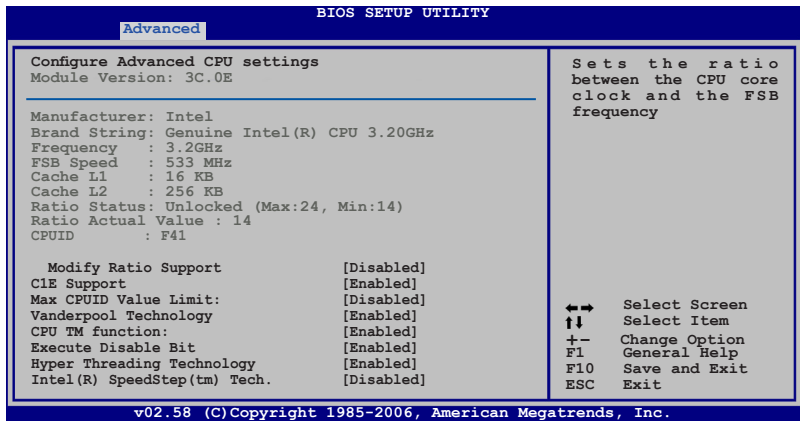 BIOS SETUP UTILITY
Advanced
Configure Advanced CPU settings
Module Version: 3C.0E
Manufacturer: Intel
Brand String: Genuine Intel(R) CPU 3.20GHz
Frequency : 3.2GHz
FSB Speed : 533 MHz
Cache L1 : 16 KB
Cache L2 : 256 KB
Ratio Status: Unlocked (Max:24, Min:14)
Ratio Actual Value : 14
CPUID : F41
Modify Ratio Support [Disabled]
C1E Support [Enabled]
Max CPUID Value Limit: [Disabled]
Vanderpool Technology [Enabled]
CPU TM function: [Enabled]
Execute Disable Bit [Enabled]
Hyper Threading Technology [Enabled]
Intel(R) SpeedStep(tm) Tech. [Disabled]
Sets the ratio
between the CPU core
clock and the FSB
frequency
←→ Select Screen
↑↓ Select Item
+- Change Option
F1 General Help
F10 Save and Exit
ESC Exit
v02.58 (C)Copyright 1985-2006, American Megatrends, Inc.